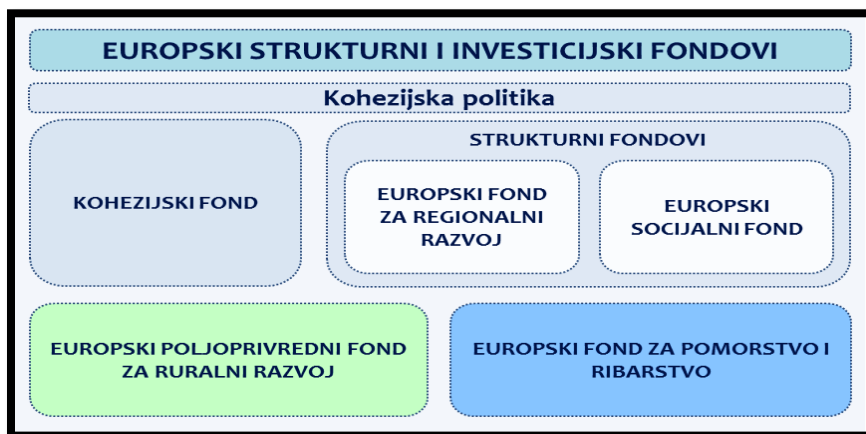 EUROPSKI STRUKTURNI I INVESTICIJSKI FONDOVI
Kohezijska politika
KOHEZIJSKI FOND
STRUKTURNI FONDOVI
EUROPSKI FOND
ZA REGIONALNI
RAZVOJ
EUROPSKI
SOCIJALNI FOND
EUROPSKI POLJOPRIVREDNI FOND
ZA RURALNI RAZVOJ
EUROPSKI FOND ZA POMORSTVO I
RIBARSTVO